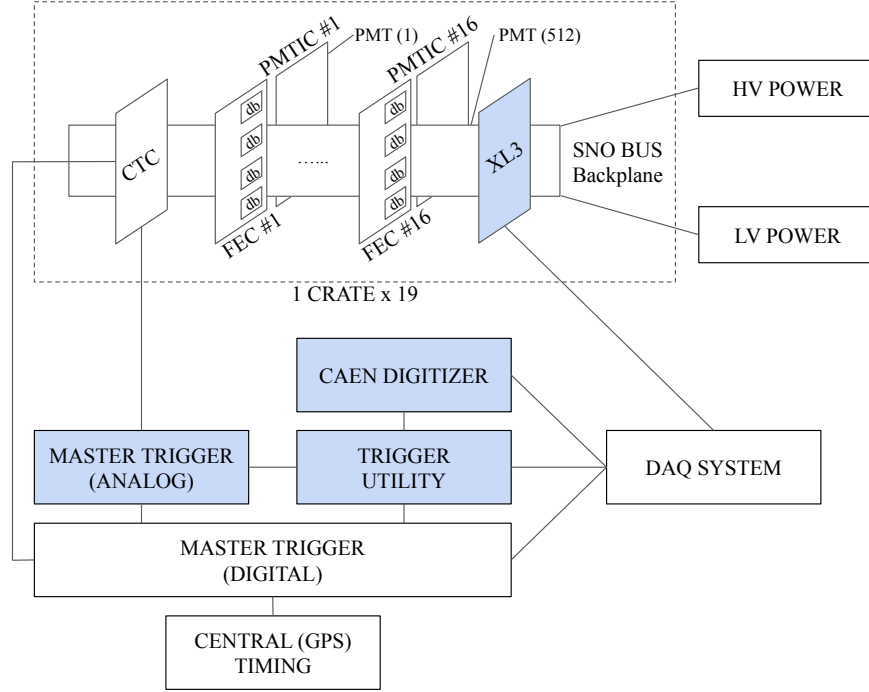 PMTIC #1
PMT (1)
PMTIC #16
PMT (512)
HV POWER
CTC
db
db
db
db
......
db
db
db
db
XL3
SNO BUS
Backplane
FEC #1
FEC #16
LV POWER
1 CRATE x 19
CAEN DIGITIZER
MASTER TRIGGER
(ANALOG)
TRIGGER
UTILITY
DAQ SYSTEM
MASTER TRIGGER
(DIGITAL)
CENTRAL (GPS)
TIMING